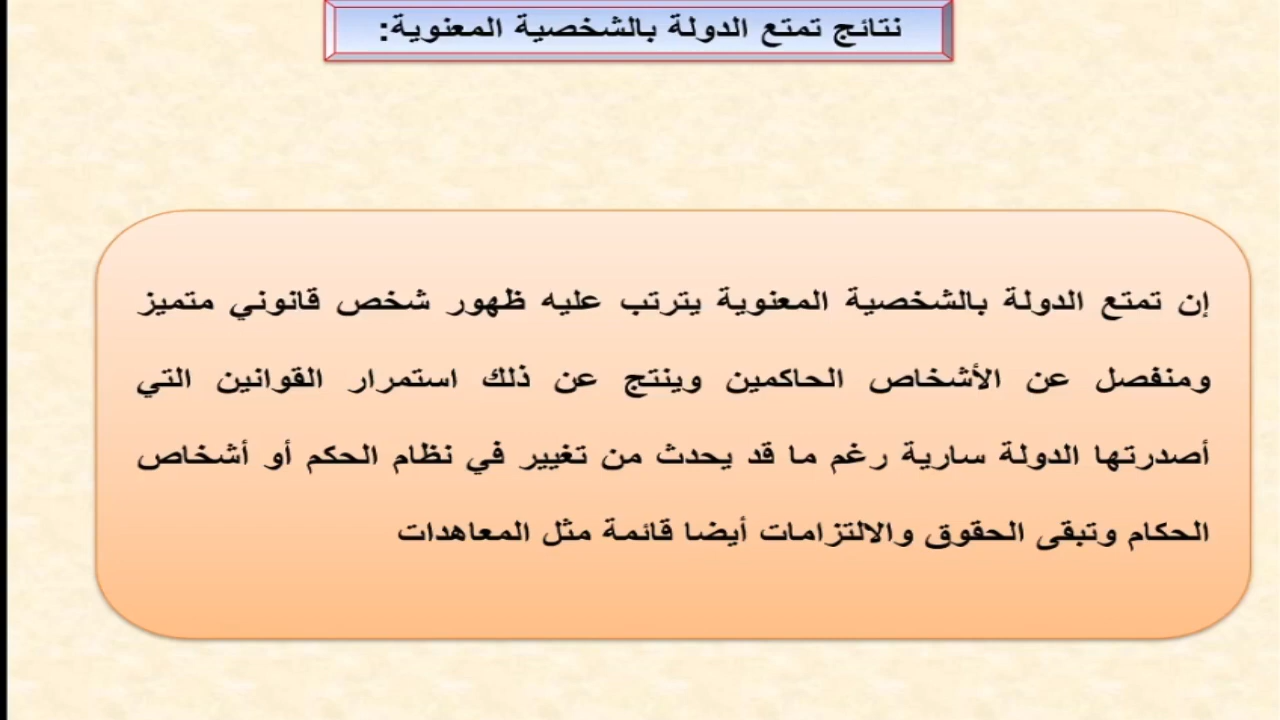 نتائج تمتع الدولة بالشخصية المعنوية:
إن تمتع الدولة بالشخصية المعنوية يترتب عليه ظهور شخص قانوني متميز
ومنفصل عن الأشخاص الحاكمين وينتج عن ذلك استمرار القوانين التي
أصدرتها الدولة سارية رغم ما قد يحدث من تغيير في نظام الحكم أو أشخاص
الحكام وتبقى الحقوق والالتزامات أيضا قائمة مثل المعاهدات